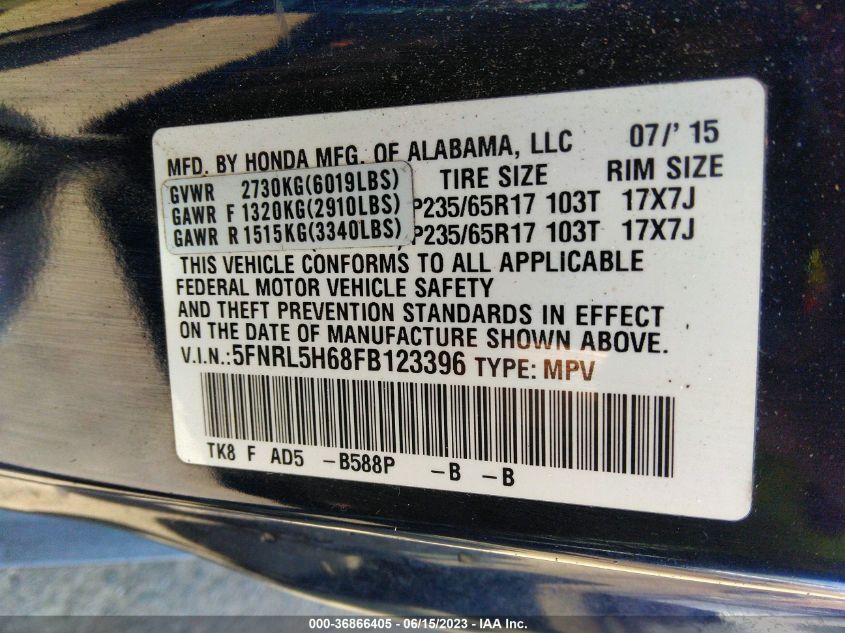 MFD. BY HONDA MFG. OF ALABAMA, LLC 07/' 15
GVWR 2730KG(6019LBS) TIRE SIZE RIM SIZE
GAWR F 1320KG(2910LBS) P235/65R17 103T 17X7J
GAWR R 1515KG(3340LBS) P235/65R17 103T 17X7J
THIS VEHICLE CONFORMS TO ALL APPLICABLE
FEDERAL MOTOR VEHICLE SAFETY
AND THEFT PREVENTION STANDARDS IN EFFECT
ON THE DATE OF MANUFACTURE SHOWN ABOVE.
V.I.N.:5FNRL5H68FB123396 TYPE: MPV
TK8 F AD5 -B588P -B -B
000-36866405 - 06/15/2023 - IAA Inc.